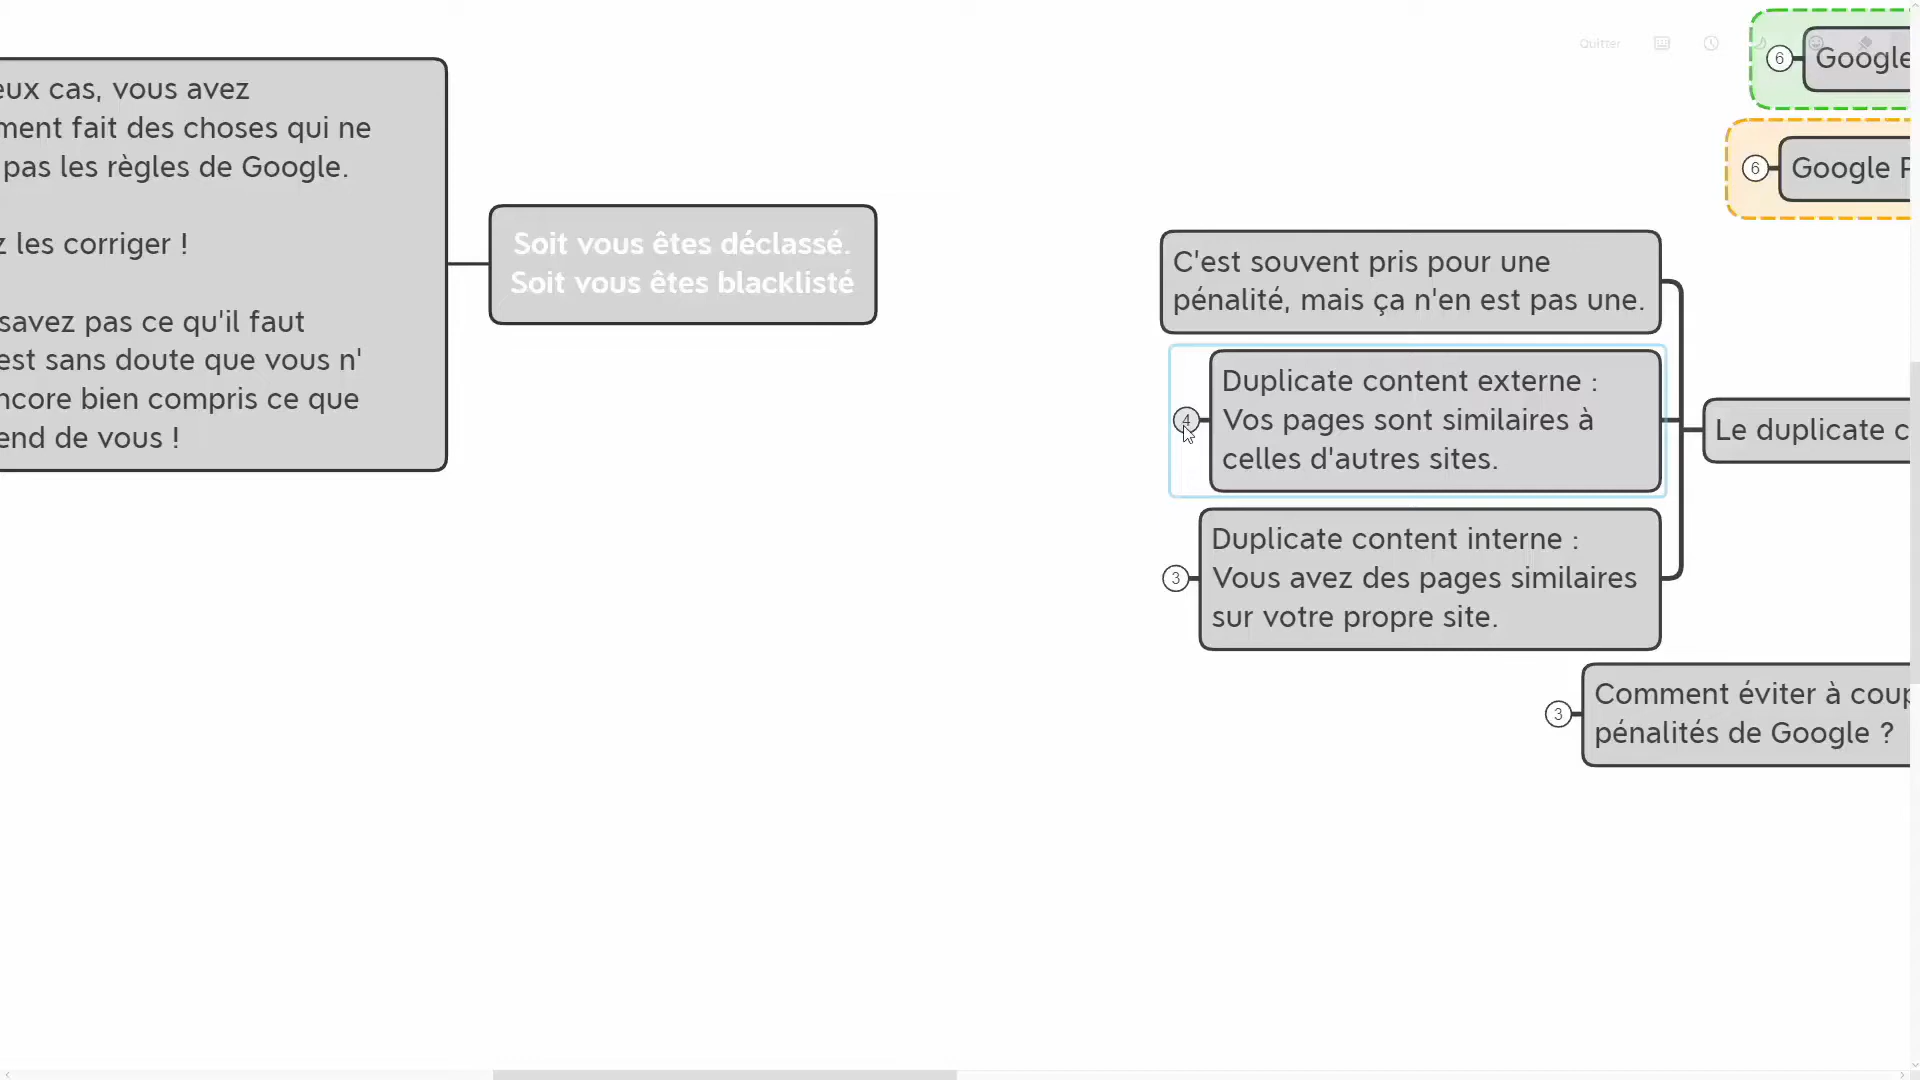 eux cas, vous avez
ment fait des choses qui ne
pas les règles de Google.
z les corriger !
savez pas ce qu'il faut
est sans doute que vous n'
ncore bien compris ce que
end de vous !
Soit vous êtes déclassé.
Soit vous êtes blacklisté
Quitter
6
Google
6
Google P
C'est souvent pris pour une
pénalité, mais ça n'en est pas une.
4
Duplicate content externe :
Vos pages sont similaires à
celles d'autres sites.
Le duplicate c
3
Duplicate content interne :
Vous avez des pages similaires
sur votre propre site.
3
Comment éviter à coup
pénalités de Google ?